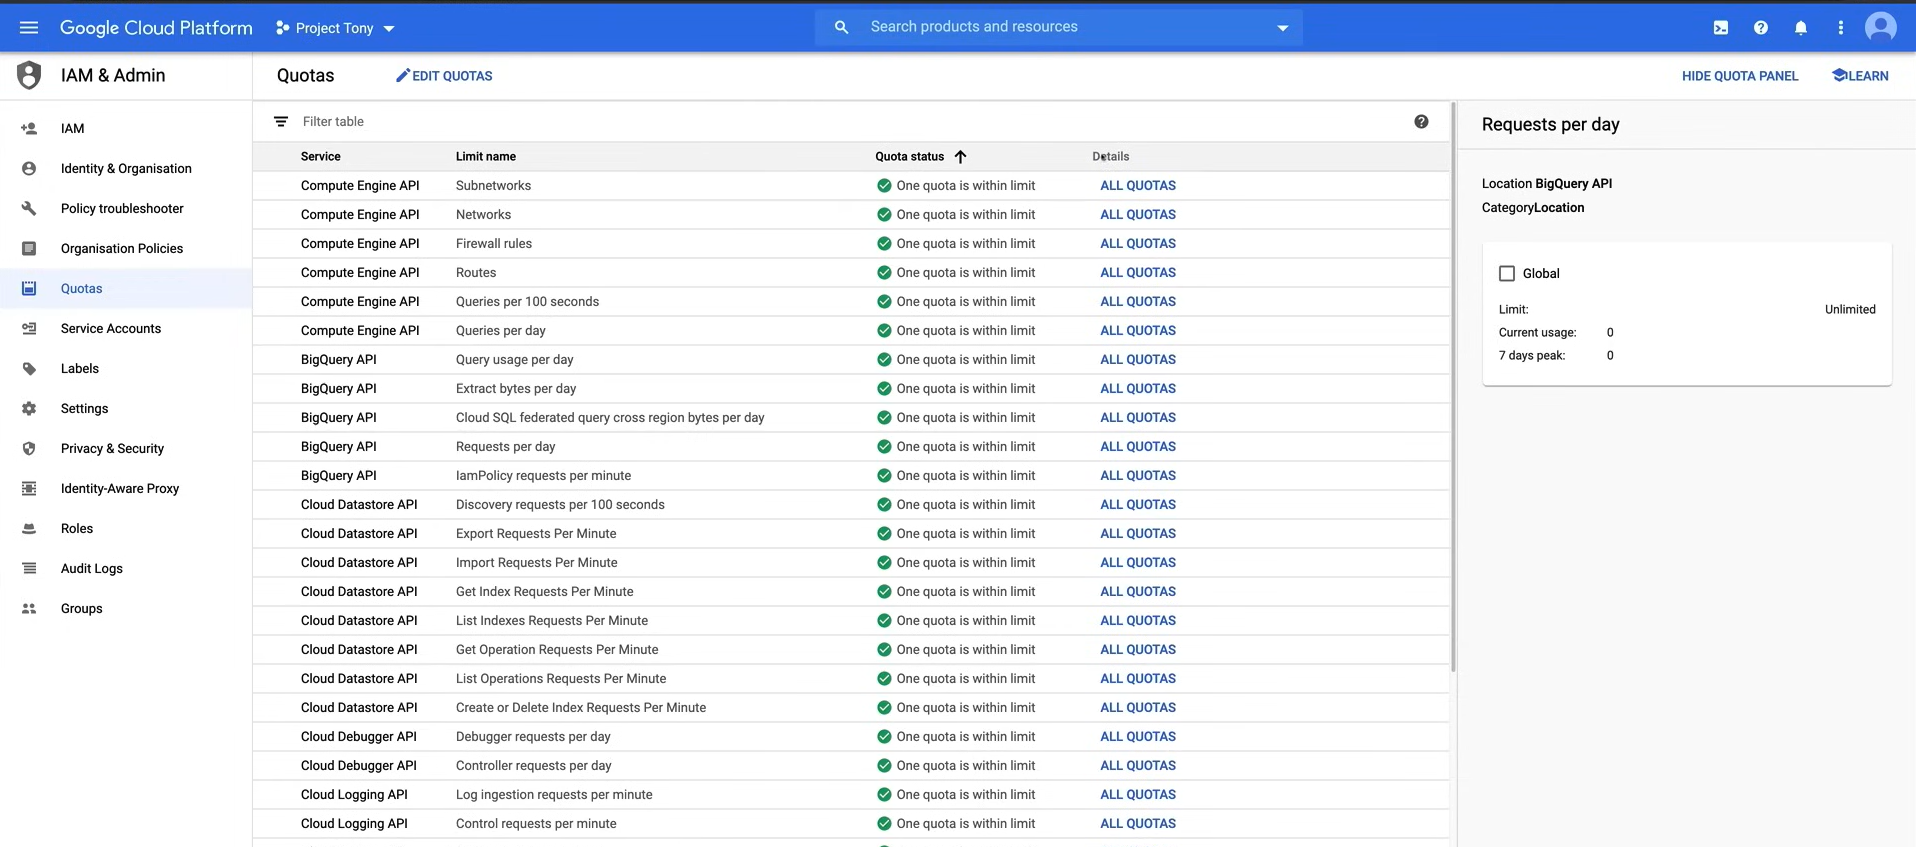 Google Cloud Platform
Project Tony
Search products and resources
IAM & Admin
Quotas
EDIT QUOTAS
HIDE QUOTA PANEL
LEARN
IAM
Identity & Organisation
Policy troubleshooter
Organisation Policies
Quotas
Service Accounts
Labels
Settings
Privacy & Security
Identity-Aware Proxy
Roles
Audit Logs
Groups
Filter table
Service Limit name Quota status Details
Compute Engine API Subnetworks One quota is within limit ALL QUOTAS
Compute Engine API Networks One quota is within limit ALL QUOTAS
Compute Engine API Firewall rules One quota is within limit ALL QUOTAS
Compute Engine API Routes One quota is within limit ALL QUOTAS
Compute Engine API Queries per 100 seconds One quota is within limit ALL QUOTAS
Compute Engine API Queries per day One quota is within limit ALL QUOTAS
BigQuery API Query usage per day One quota is within limit ALL QUOTAS
BigQuery API Extract bytes per day One quota is within limit ALL QUOTAS
BigQuery API Cloud SQL federated query cross region bytes per day One quota is within limit ALL QUOTAS
BigQuery API Requests per day One quota is within limit ALL QUOTAS
BigQuery API IamPolicy requests per minute One quota is within limit ALL QUOTAS
Cloud Datastore API Discovery requests per 100 seconds One quota is within limit ALL QUOTAS
Cloud Datastore API Export Requests Per Minute One quota is within limit ALL QUOTAS
Cloud Datastore API Import Requests Per Minute One quota is within limit ALL QUOTAS
Cloud Datastore API Get Index Requests Per Minute One quota is within limit ALL QUOTAS
Cloud Datastore API List Indexes Requests Per Minute One quota is within limit ALL QUOTAS
Cloud Datastore API Get Operation Requests Per Minute One quota is within limit ALL QUOTAS
Cloud Datastore API List Operations Requests Per Minute One quota is within limit ALL QUOTAS
Cloud Datastore API Create or Delete Index Requests Per Minute One quota is within limit ALL QUOTAS
Cloud Debugger API Debugger requests per day One quota is within limit ALL QUOTAS
Cloud Debugger API Controller requests per day One quota is within limit ALL QUOTAS
Cloud Logging API Log ingestion requests per minute One quota is within limit ALL QUOTAS
Cloud Logging API Control requests per minute One quota is within limit ALL QUOTAS
Requests per day
Location BigQuery API
CategoryLocation
Global
Limit: Unlimited
Current usage: 0
7 days peak: 0